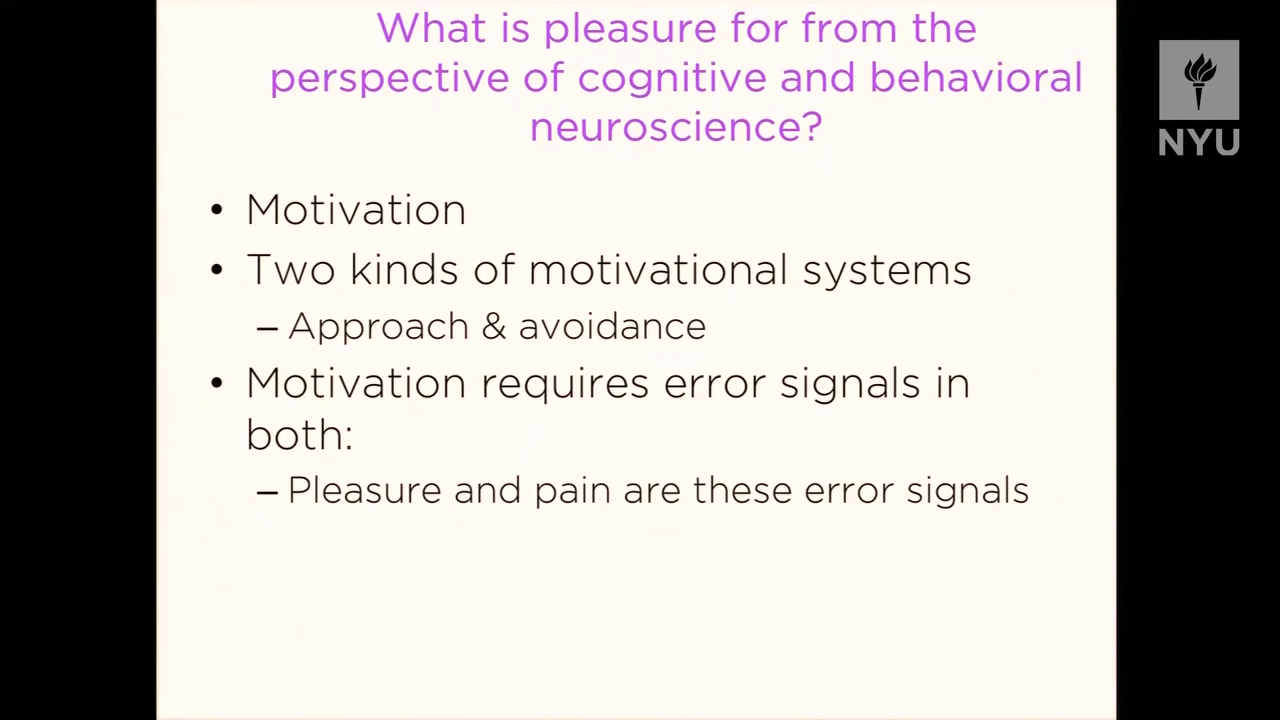 What is pleasure for from the
perspective of cognitive and behavioral
neuroscience?
NYU
• Motivation
• Two kinds of motivational systems
– Approach & avoidance
• Motivation requires error signals in
both:
– Pleasure and pain are these error signals